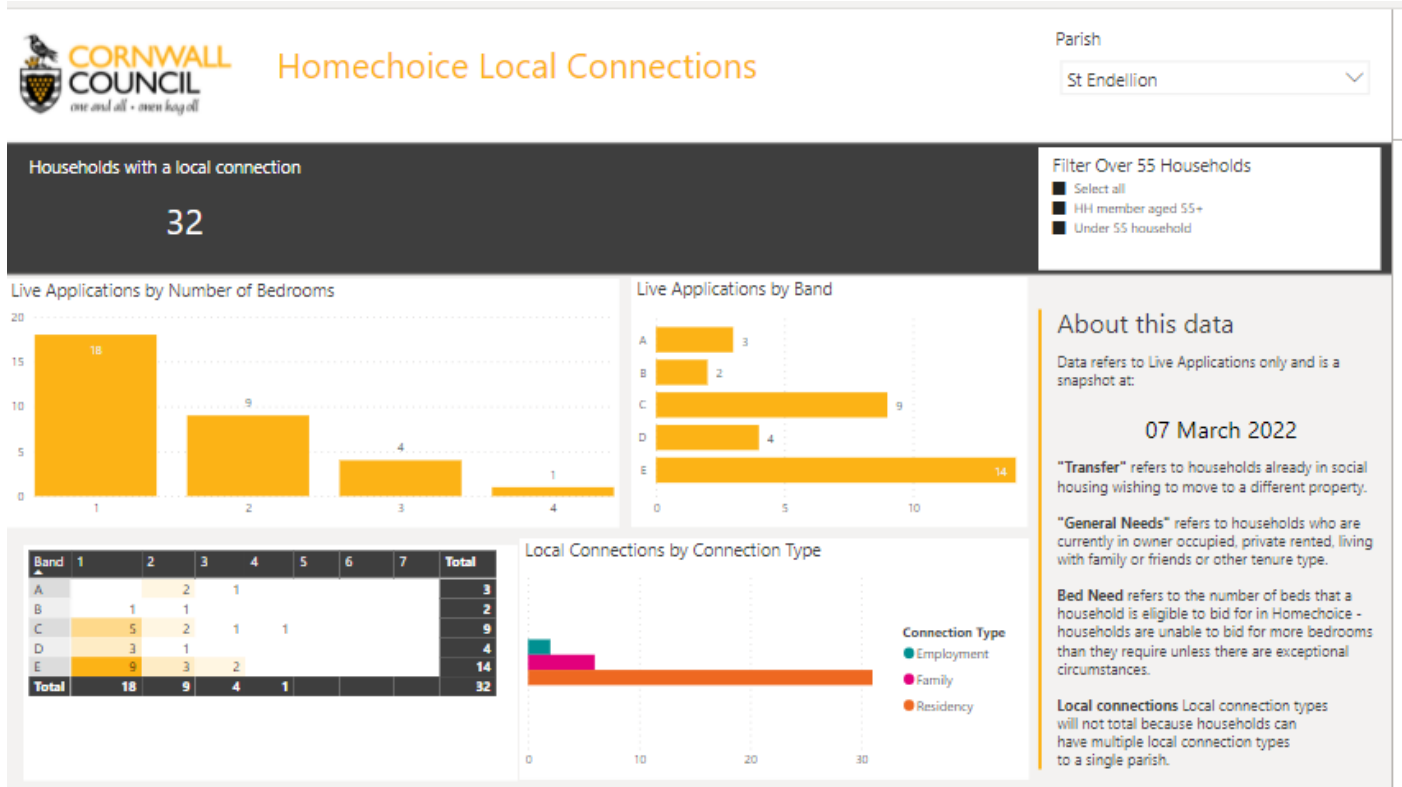 CORNWALL
COUNCIL
one and all • onen hag oll
Homechoice Local Connections
Parish
St Endellion
Households with a local connection
32
Filter Over 55 Households
Select all
HH member aged 55+
Under 55 household
Live Applications by Number of Bedrooms
20
15
10
5
0
18
9
4
1
1 2 3 4
Live Applications by Band
A 3
B 2
C 9
D 4
E 14
0 5 10
Band 1 2 3 4 5 6 7 Total
A 2 1 3
B 1 1 2
C 5 2 1 1 9
D 3 1 4
E 9 3 2 14
Total 18 9 4 1 32
Local Connections by Connection Type
0 10 20 30
Connection Type
Employment
Family
Residency
About this data
Data refers to Live Applications only and is a
snapshot at:
07 March 2022
"Transfer" refers to households already in social
housing wishing to move to a different property.
"General Needs" refers to households who are
currently in owner occupied, private rented, living
with family or friends or other tenure type.
Bed Need refers to the number of beds that a
household is eligible to bid for in Homechoice -
households are unable to bid for more bedrooms
than they require unless there are exceptional
circumstances.
Local connections Local connection types
will not total because households can
have multiple local connection types
to a single parish.